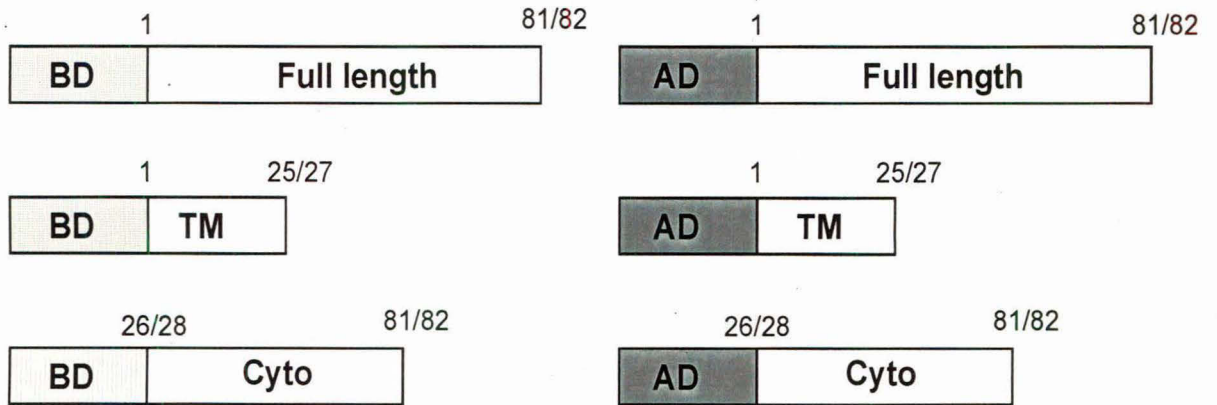 1 81/82 1 81/82
BD Full length AD Full length
1 25/27 1 25/27
BD TM AD TM
26/28 81/82 26/28 81/82
BD Cyto AD Cyto